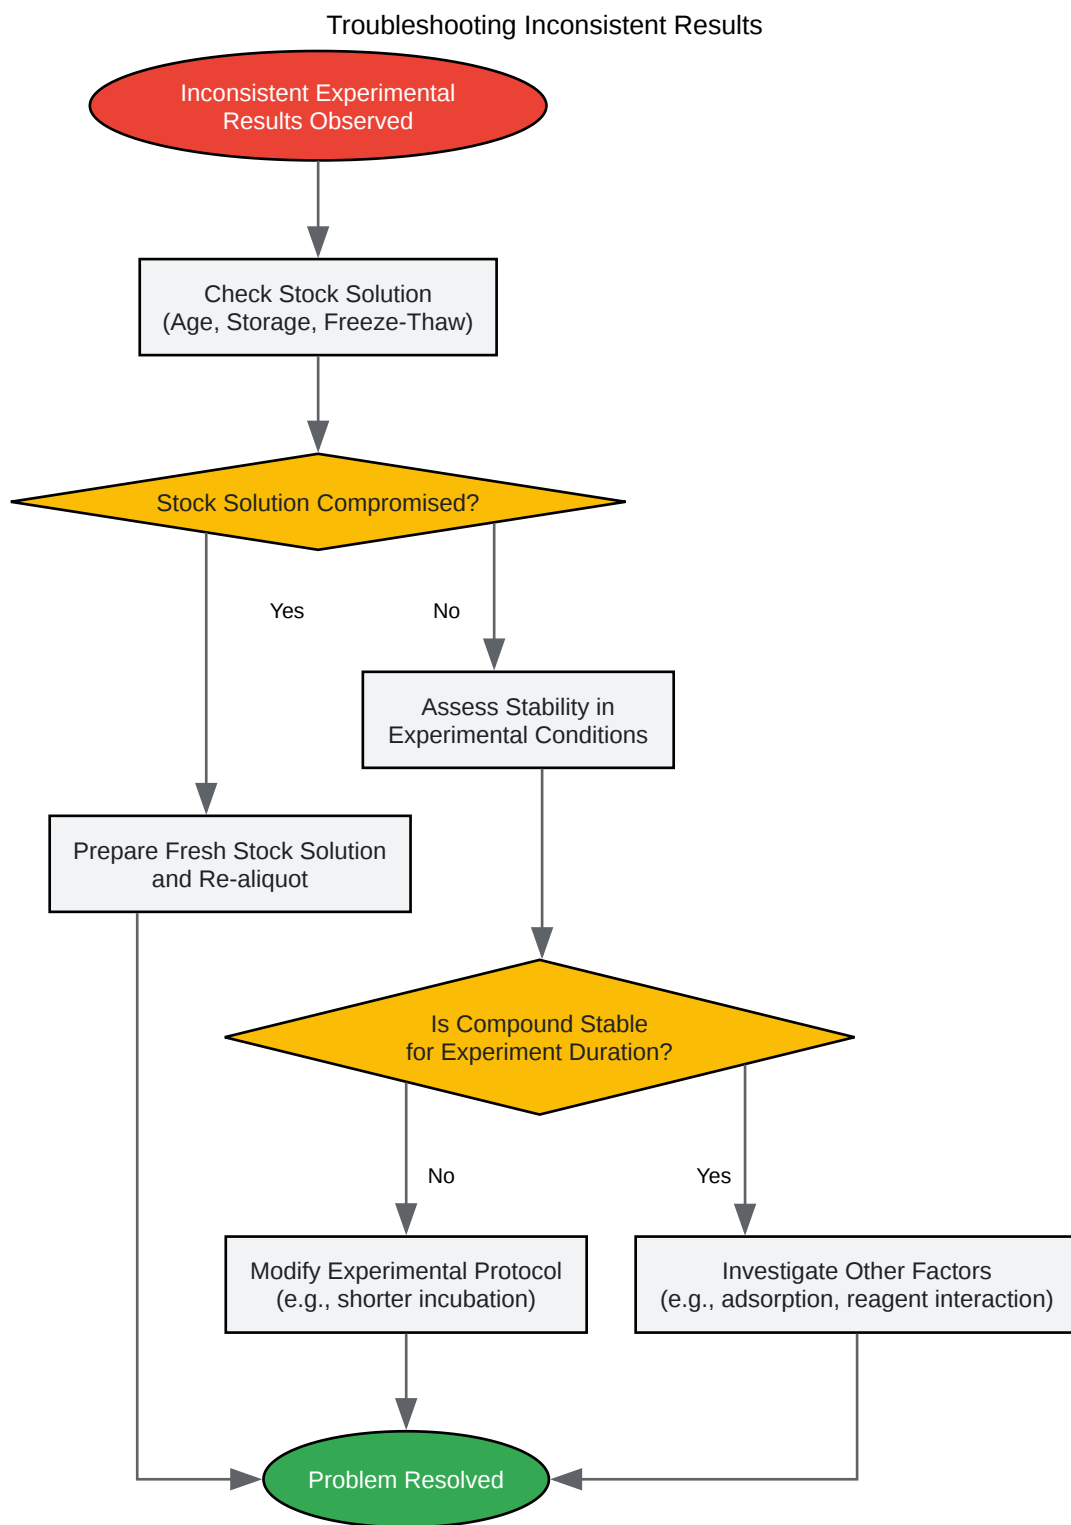 Troubleshooting Inconsistent Results
Inconsistent Experimental
Results Observed
Check Stock Solution
(Age, Storage, Freeze-Thaw)
Stock Solution Compromised?
Yes
No
Assess Stability in
Experimental Conditions
Prepare Fresh Stock Solution
and Re-aliquot
Is Compound Stable
for Experiment Duration?
No
Yes
Modify Experimental Protocol
(e.g., shorter incubation)
Investigate Other Factors
(e.g., adsorption, reagent interaction)
Problem Resolved